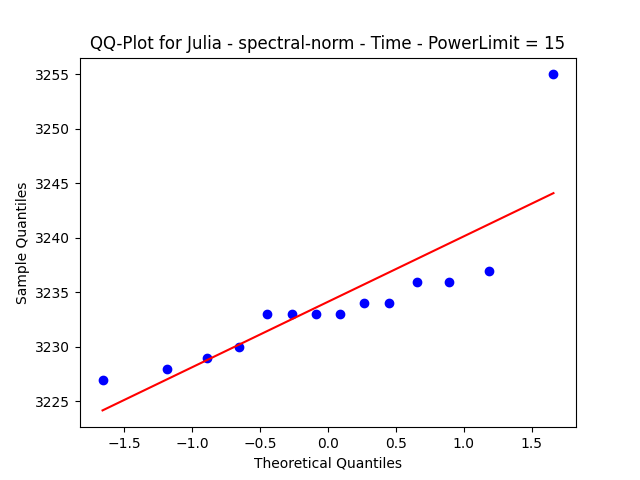 QQ-Plot for Julia - spectral-norm - Time - PowerLimit = 15
3255
3250
3245
3240
3235
3230
3225
Sample Quantiles
−1.5 −1.0 −0.5 0.0 0.5 1.0 1.5
Theoretical Quantiles